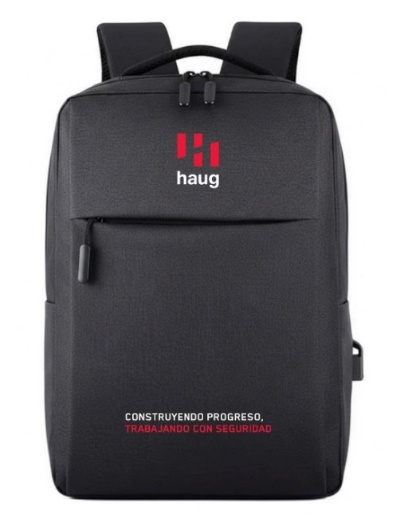 haug
CONSTRUYENDO PROGRESO,
TRABAJANDO CON SEGURIDAD